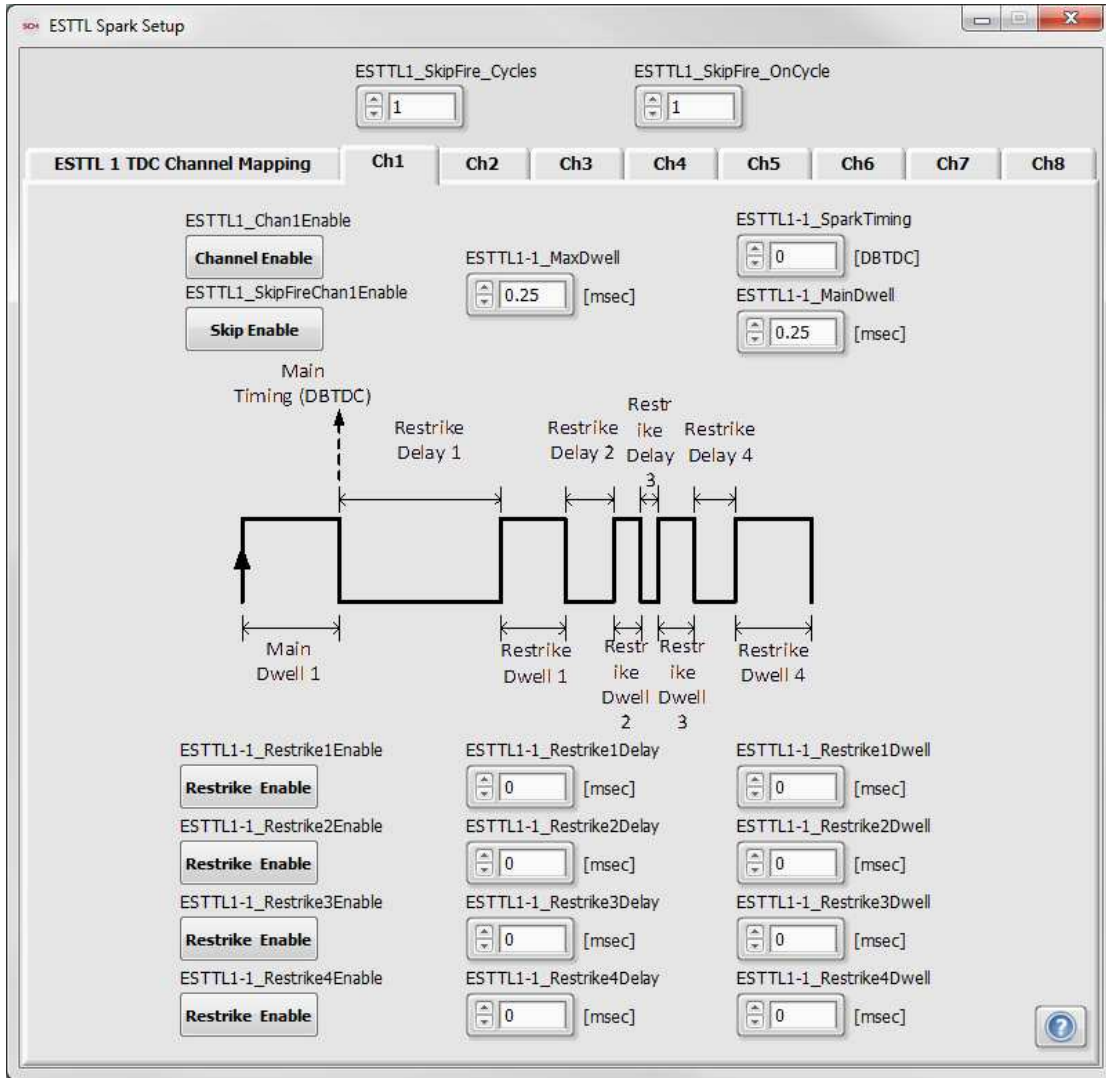 ESTTL Spark Setup
ESTTL1_SkipFire_Cycles ESTTL1_SkipFire_OnCycle
1 1
ESTTL 1 TDC Channel Mapping Ch1 Ch2 Ch3 Ch4 Ch5 Ch6 Ch7 Ch8
ESTTL1_Chan1Enable
Channel Enable
ESTTL1_SkipFireChan1Enable
Skip Enable
ESTTL1-1_MaxDwell
0.25 [msec]
ESTTL1-1_SparkTiming
0 [DBTDC]
ESTTL1-1_MainDwell
0.25 [msec]
Main
Timing (DBTDC)
Restrike
Delay 1
Restrike
Delay 2
Restr
ike
Delay
3
Restrike
Delay 4
Main
Dwell 1
Restrike
Dwell 1
Restr
ike
Dwell
2
Restr
ike
Dwell
3
Restrike
Dwell 4
ESTTL1-1_Restrike1Enable ESTTL1-1_Restrike1Delay ESTTL1-1_Restrike1Dwell
Restrike Enable 0 [msec] 0 [msec]
ESTTL1-1_Restrike2Enable ESTTL1-1_Restrike2Delay ESTTL1-1_Restrike2Dwell
Restrike Enable 0 [msec] 0 [msec]
ESTTL1-1_Restrike3Enable ESTTL1-1_Restrike3Delay ESTTL1-1_Restrike3Dwell
Restrike Enable 0 [msec] 0 [msec]
ESTTL1-1_Restrike4Enable ESTTL1-1_Restrike4Delay ESTTL1-1_Restrike4Dwell
Restrike Enable 0 [msec] 0 [msec]
?